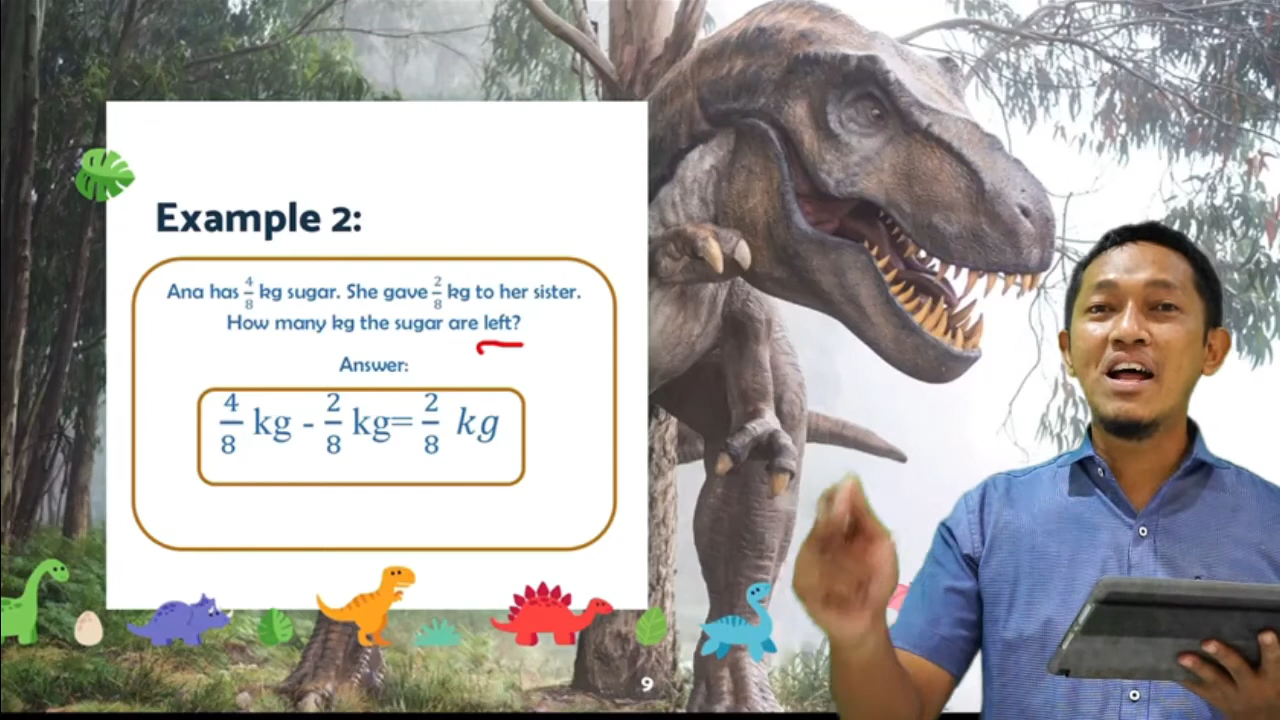 Example 2:
Ana has 4/8 kg sugar. She gave 2/8 kg to her sister.
How many kg the sugar are left?
Answer:
4/8 kg - 2/8 kg= 2/8 kg
9